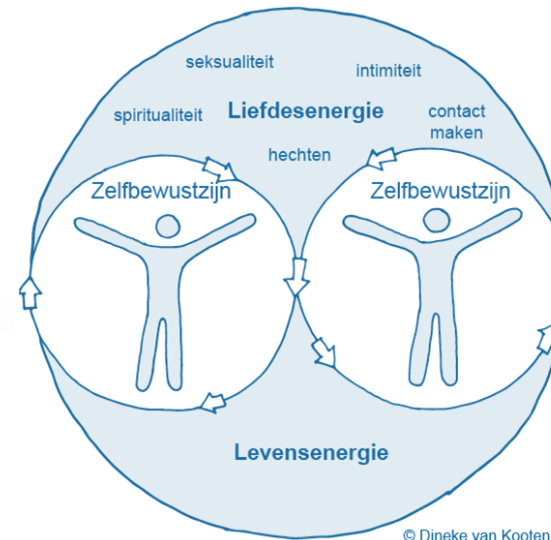 seksualiteit
intimiteit
spiritualiteit
Liefdesenergie
contact
maken
hechten
Zelfbewustzijn
Zelfbewustzijn
Levensenergie
© Dineke van Kooten